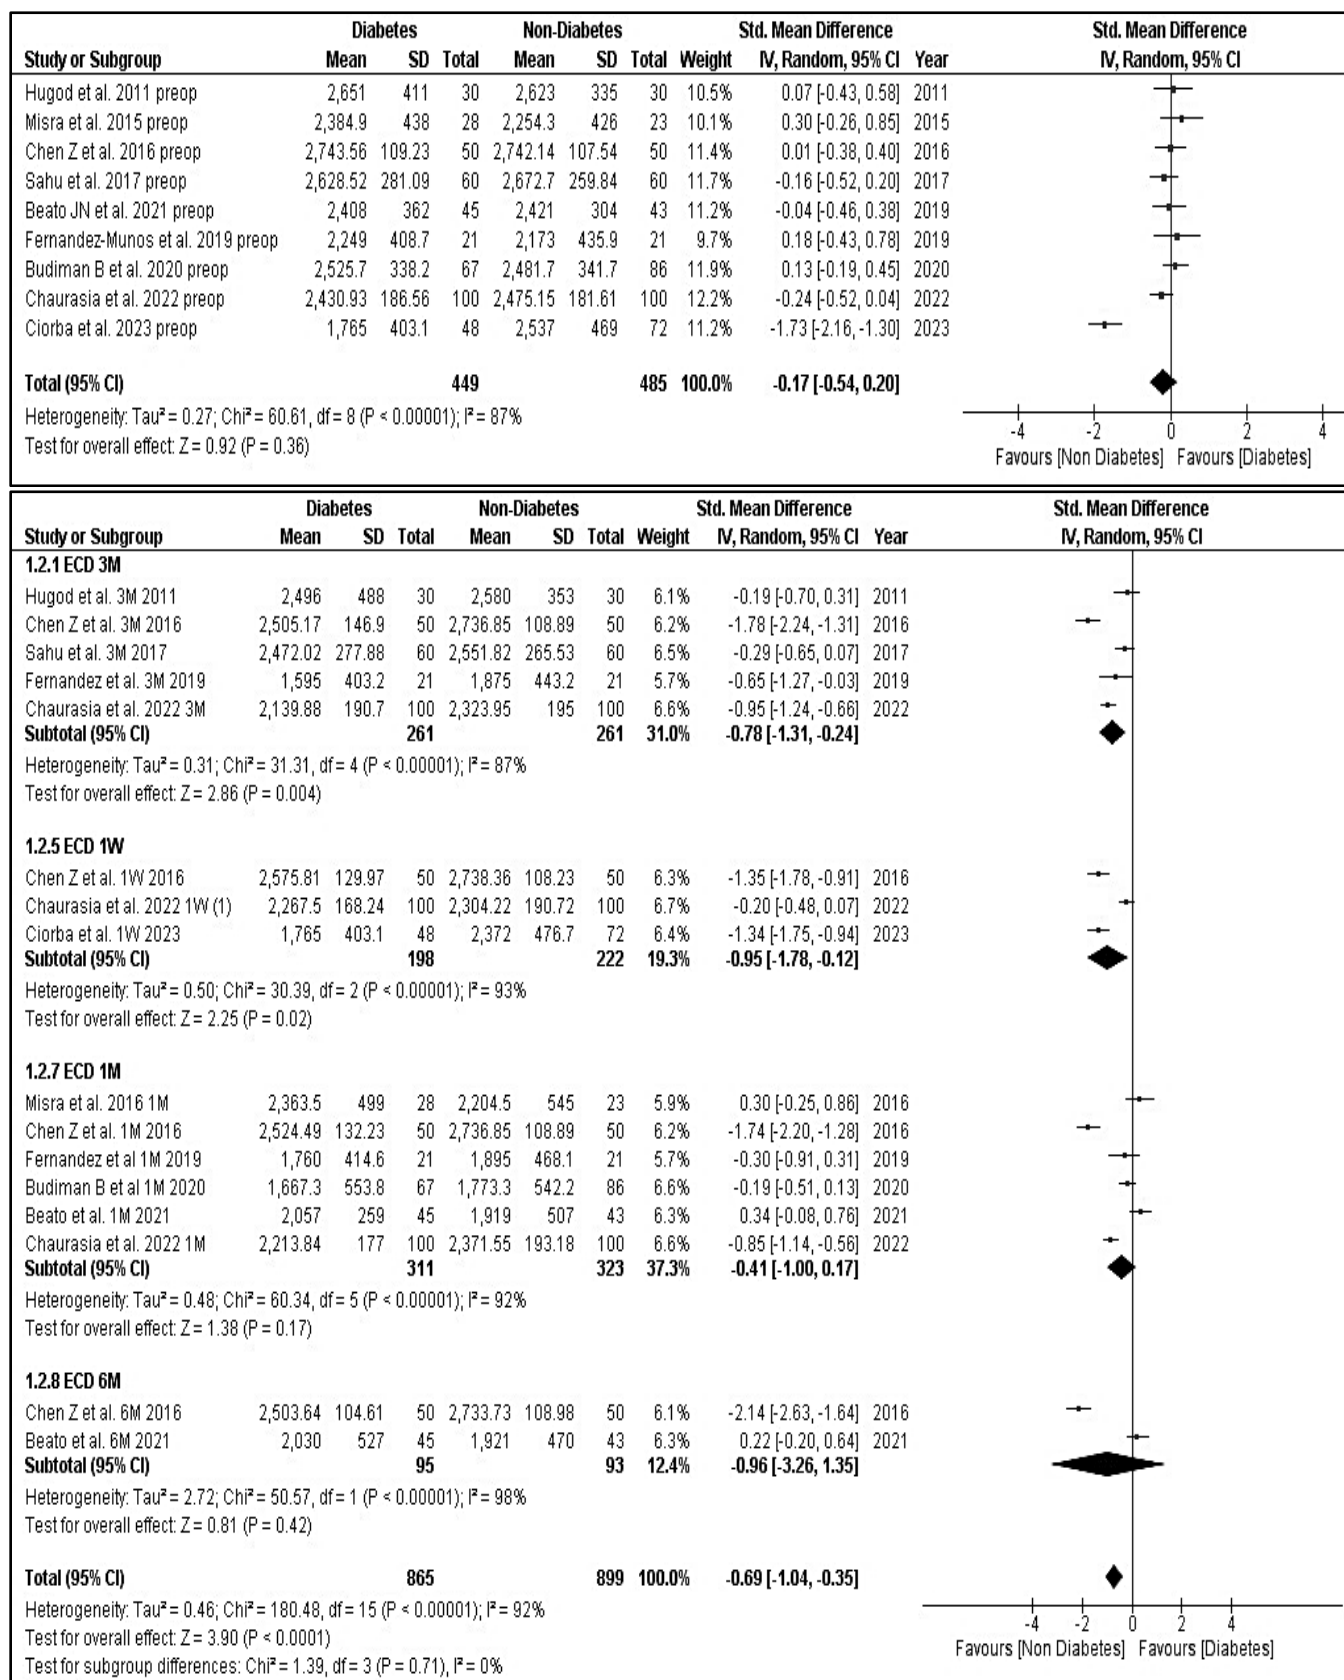 Diabetes Non-Diabetes Std. Mean Difference Std. Mean Difference
Study or Subgroup Mean SD Total Mean SD Total Weight IV, Random, 95% CI Year IV, Random, 95% CI
Hugod et al. 2011 preop 2,651 411 30 2,623 335 30 10.5% 0.07 [-0.43, 0.58] 2011
Misra et al. 2015 preop 2,384.9 438 28 2,254.3 426 23 10.1% 0.30 [-0.26, 0.85] 2015
Chen Z et al. 2016 preop 2,743.56 109.23 50 2,742.14 107.54 50 11.4% 0.01 [-0.38, 0.40] 2016
Sahu et al. 2017 preop 2,628.52 281.09 60 2,672.7 259.84 60 11.7% -0.16 [-0.52, 0.20] 2017
Beato JN et al. 2021 preop 2,408 362 45 2,421 304 43 11.2% -0.04 [-0.46, 0.38] 2019
Fernandez-Munos et al. 2019 preop 2,249 408.7 21 2,173 435.9 21 9.7% 0.18 [-0.43, 0.78] 2019
Budiman B et al. 2020 preop 2,525.7 338.2 67 2,481.7 341.7 86 11.9% 0.13 [-0.19, 0.45] 2020
Chaurasia et al. 2022 preop 2,430.93 186.56 100 2,475.15 181.61 100 12.2% -0.24 [-0.52, 0.04] 2022
Ciorba et al. 2023 preop 1,765 403.1 48 2,537 469 72 11.2% -1.73 [-2.16, -1.30] 2023
Total (95% CI) 449 485 100.0% -0.17 [-0.54, 0.20]
Heterogeneity: Tau² = 0.27; Chi² = 60.61, df = 8 (P < 0.00001); I² = 87%
Test for overall effect: Z = 0.92 (P = 0.36)
-4 -2 0 2 4
Favours [Non Diabetes] Favours [Diabetes]
Diabetes Non-Diabetes Std. Mean Difference Std. Mean Difference
Study or Subgroup Mean SD Total Mean SD Total Weight IV, Random, 95% CI Year IV, Random, 95% CI
1.2.1 ECD 3M
Hugod et al. 3M 2011 2,496 488 30 2,580 353 30 6.1% -0.19 [-0.70, 0.31] 2011
Chen Z et al. 3M 2016 2,505.17 146.9 50 2,736.85 108.89 50 6.2% -1.78 [-2.24, -1.31] 2016
Sahu et al. 3M 2017 2,472.02 277.88 60 2,551.82 265.53 60 6.5% -0.29 [-0.65, 0.07] 2017
Fernandez et al. 3M 2019 1,595 403.2 21 1,875 443.2 21 5.7% -0.65 [-1.27, -0.03] 2019
Chaurasia et al. 2022 3M 2,139.88 190.7 100 2,323.95 195 100 6.6% -0.95 [-1.24, -0.66] 2022
Subtotal (95% CI) 261 261 31.0% -0.78 [-1.31, -0.24]
Heterogeneity: Tau² = 0.31; Chi² = 31.31, df = 4 (P < 0.00001); I² = 87%
Test for overall effect: Z = 2.86 (P = 0.004)
1.2.5 ECD 1W
Chen Z et al. 1W 2016 2,575.81 129.97 50 2,738.36 108.23 50 6.3% -1.35 [-1.78, -0.91] 2016
Chaurasia et al. 2022 1W (1) 2,267.5 168.24 100 2,304.22 190.72 100 6.7% -0.20 [-0.48, 0.07] 2022
Ciorba et al. 1W 2023 1,765 403.1 48 2,372 476.7 72 6.4% -1.34 [-1.75, -0.94] 2023
Subtotal (95% CI) 198 222 19.3% -0.95 [-1.78, -0.12]
Heterogeneity: Tau² = 0.50; Chi² = 30.39, df = 2 (P < 0.00001); I² = 93%
Test for overall effect: Z = 2.25 (P = 0.02)
1.2.7 ECD 1M
Misra et al. 2016 1M 2,363.5 499 28 2,204.5 545 23 5.9% 0.30 [-0.25, 0.86] 2016
Chen Z et al. 1M 2016 2,524.49 132.23 50 2,736.85 108.89 50 6.2% -1.74 [-2.20, -1.28] 2016
Fernandez et al 1M 2019 1,760 414.6 21 1,895 468.1 21 5.7% -0.30 [-0.91, 0.31] 2019
Budiman B et al 1M 2020 1,667.3 553.8 67 1,773.3 542.2 86 6.6% -0.19 [-0.51, 0.13] 2020
Beato et al. 1M 2021 2,057 259 45 1,919 507 43 6.3% 0.34 [-0.08, 0.76] 2021
Chaurasia et al. 2022 1M 2,213.84 177 100 2,371.55 193.18 100 6.6% -0.85 [-1.14, -0.56] 2022
Subtotal (95% CI) 311 323 37.3% -0.41 [-1.00, 0.17]
Heterogeneity: Tau² = 0.48; Chi² = 60.34, df = 5 (P < 0.00001); I² = 92%
Test for overall effect: Z = 1.38 (P = 0.17)
1.2.8 ECD 6M
Chen Z et al. 6M 2016 2,503.64 104.61 50 2,733.73 108.98 50 6.1% -2.14 [-2.63, -1.64] 2016
Beato et al. 6M 2021 2,030 527 45 1,921 470 43 6.3% 0.22 [-0.20, 0.64] 2021
Subtotal (95% CI) 95 93 12.4% -0.96 [-3.26, 1.35]
Heterogeneity: Tau² = 2.72; Chi² = 50.57, df = 1 (P < 0.00001); I² = 98%
Test for overall effect: Z = 0.81 (P = 0.42)
Total (95% CI) 865 899 100.0% -0.69 [-1.04, -0.35]
Heterogeneity: Tau² = 0.46; Chi² = 180.48, df = 15 (P < 0.00001); I² = 92%
Test for overall effect: Z = 3.90 (P < 0.0001)
Test for subgroup differences: Chi² = 1.39, df = 3 (P = 0.71), I² = 0%
-4 -2 0 2 4
Favours [Non Diabetes] Favours [Diabetes]